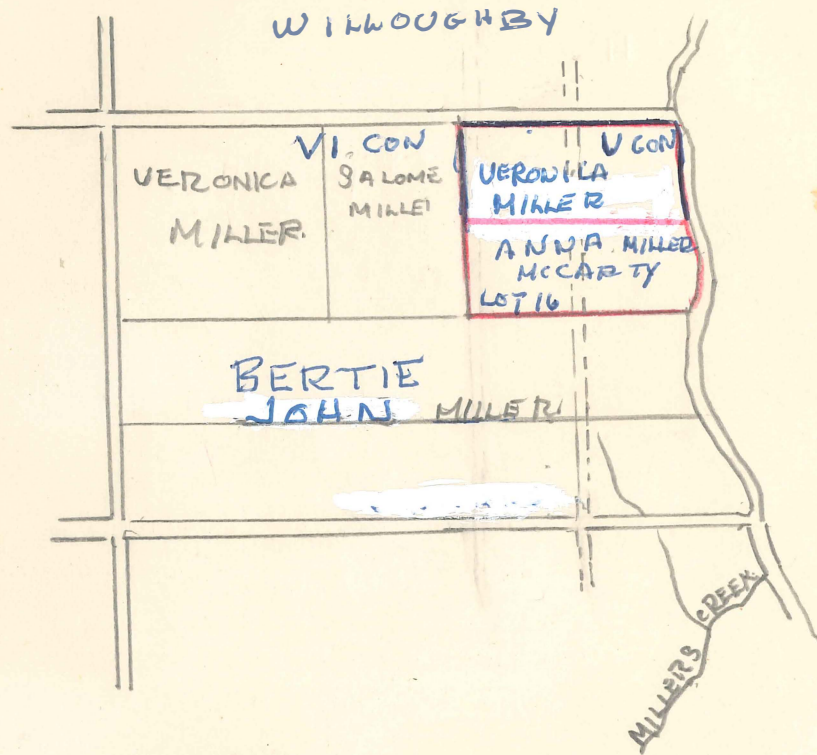 WILLOUGHBY
VI. CON
V CON
VERONICA
MILLER.
SALOME
MILLE
VERONICA
MILLER
ANNA MILLER
MCCARTY
LOT 16
BERTIE
JOHN MILLER
MILLERS CREEK